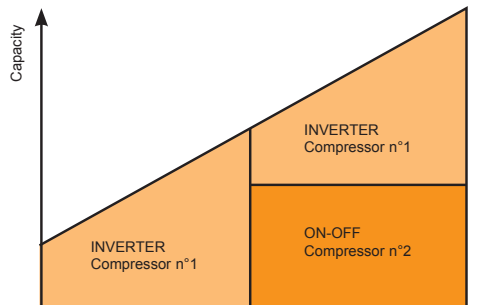 Capacity
INVERTER
Compressor n°1
ON-OFF
Compressor n°2
INVERTER
Compressor n°1